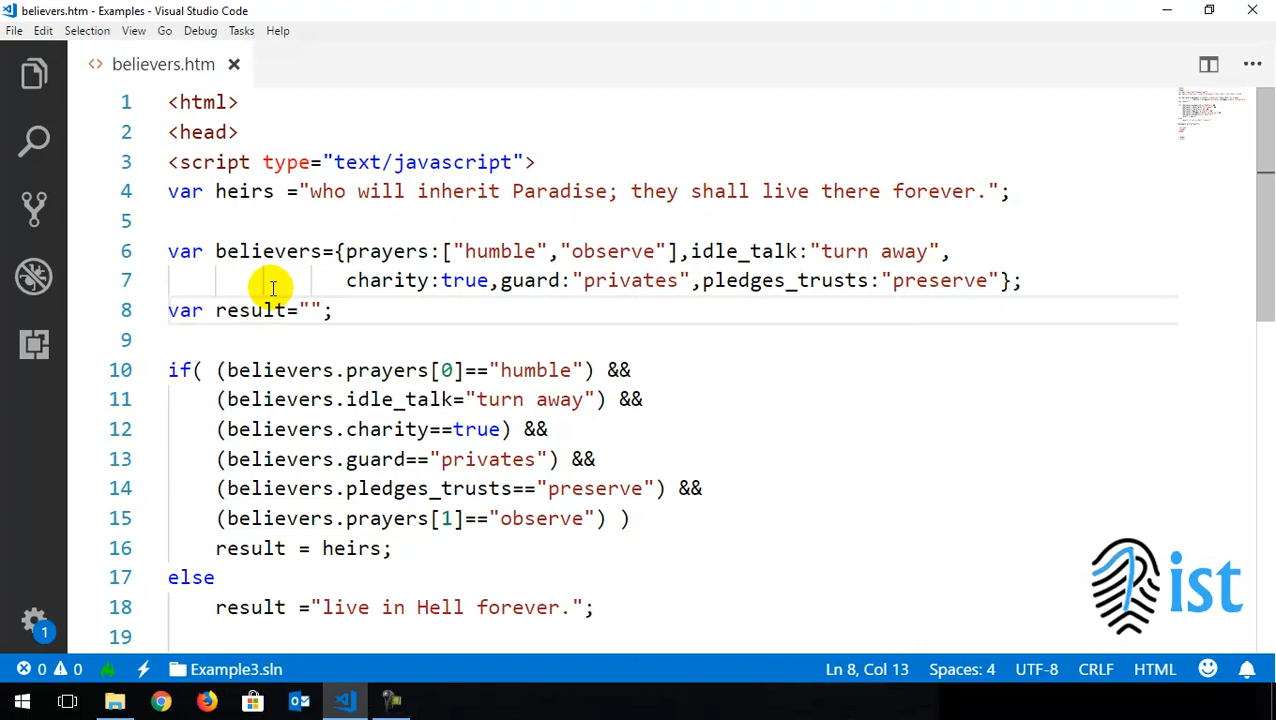 believers.htm - Examples - Visual Studio Code
File Edit Selection View Go Debug Tasks Help
believers.htm
1 <html>
2 <head>
3 <script type="text/javascript">
4 var heirs ="who will inherit Paradise; they shall live there forever.";
5
6 var believers={prayers:["humble","observe"],idle_talk:"turn away",
7 charity:true,guard:"privates",pledges_trusts:"preserve"};
8 var result="";
9
10 if( (believers.prayers[0]=="humble") &&
11 (believers.idle_talk="turn away") &&
12 (believers.charity==true) &&
13 (believers.guard=="privates") &&
14 (believers.pledges_trusts=="preserve") &&
15 (believers.prayers[1]=="observe") )
16 result = heirs;
17 else
18 result ="live in Hell forever.";
19
ist
1
0 0 Example3.sln Ln 8, Col 13 Spaces: 4 UTF-8 CRLF HTML